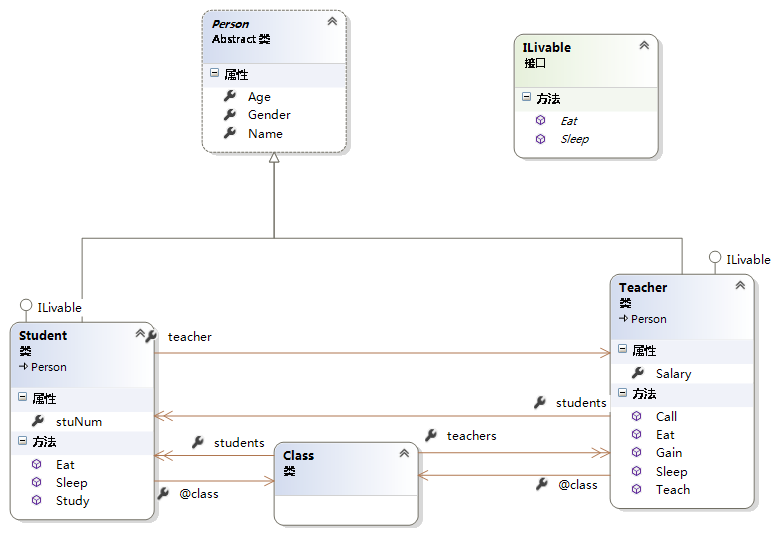 Person
Abstract 类
属性
Age
Gender
Name
ILivable
接口
方法
Eat
Sleep
ILivable
Student
类
Person
属性
stuNum
方法
Eat
Sleep
Study
teacher
students
students
teachers
@class
@class
Class
类
ILivable
Teacher
类
Person
属性
Salary
方法
Call
Eat
Gain
Sleep
Teach